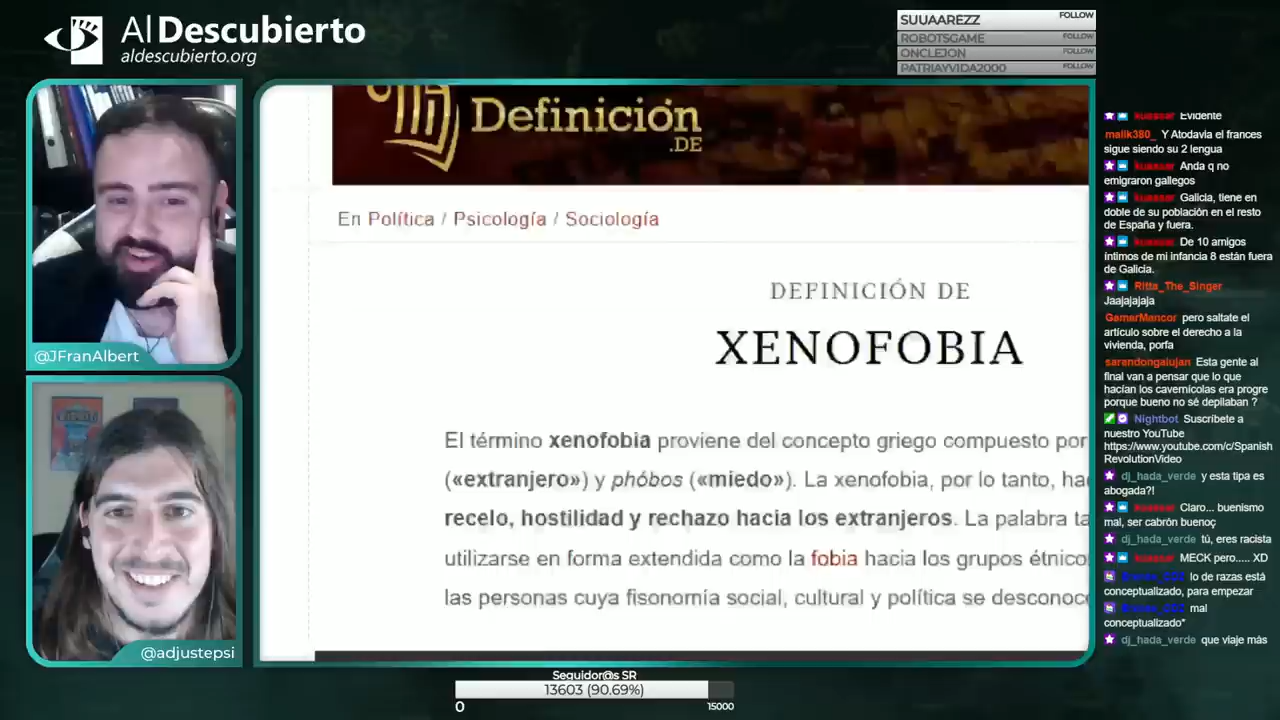 Al Descubierto
aldescubierto.org
SUUAAREZZ FOLLOW
ROBOTSGAME FOLLOW
ONCLEJON FOLLOW
PATRIAYVIDA2000 FOLLOW
@JFranAlbert
@adjustepsi
Definición
.DE
En Política / Psicología / Sociología
DEFINICIÓN DE
XENOFOBIA
El término xenofobia proviene del concepto griego compuesto por
(«extranjero») y phóbos («miedo»). La xenofobia, por lo tanto, hac
recelo, hostilidad y rechazo hacia los extranjeros. La palabra ta
utilizarse en forma extendida como la fobia hacia los grupos étnico
las personas cuya fisonomía social, cultural y política se desconoc
Evidente
malik380_ Y Atodavia el frances
sigue siendo su 2 lengua
Anda q no
emigraron gallegos
Galicia, tiene en
doble de su población en el resto
de España y fuera.
De 10 amigos
íntimos de mi infancia 8 están fuera
de Galicia.
Ritta_The_Singer
Jaajajajaja
GamerMancor pero saltate el
artículo sobre el derecho a la
vivienda, porfa
sarandongalujan Esta gente al
final van a pensar que lo que
hacían los cavernicolas era progre
porque bueno no sé depilaban ?
Nightbot Suscríbete a
nuestro YouTube
https://www.youtube.com/c/Spanish
RevolutionVideo
dj_hada_verde y esta tipa es
abogada?!
Claro... buenismo
mal, ser cabrón buenoç
dj_hada_verde tú, eres racista
MECK pero..... XD
lo de razas está
conceptualizado, para empezar
mal
conceptualizado*
dj_hada_verde que viaje más
Seguidor@s SR
13603 (90.69%)
0
15000